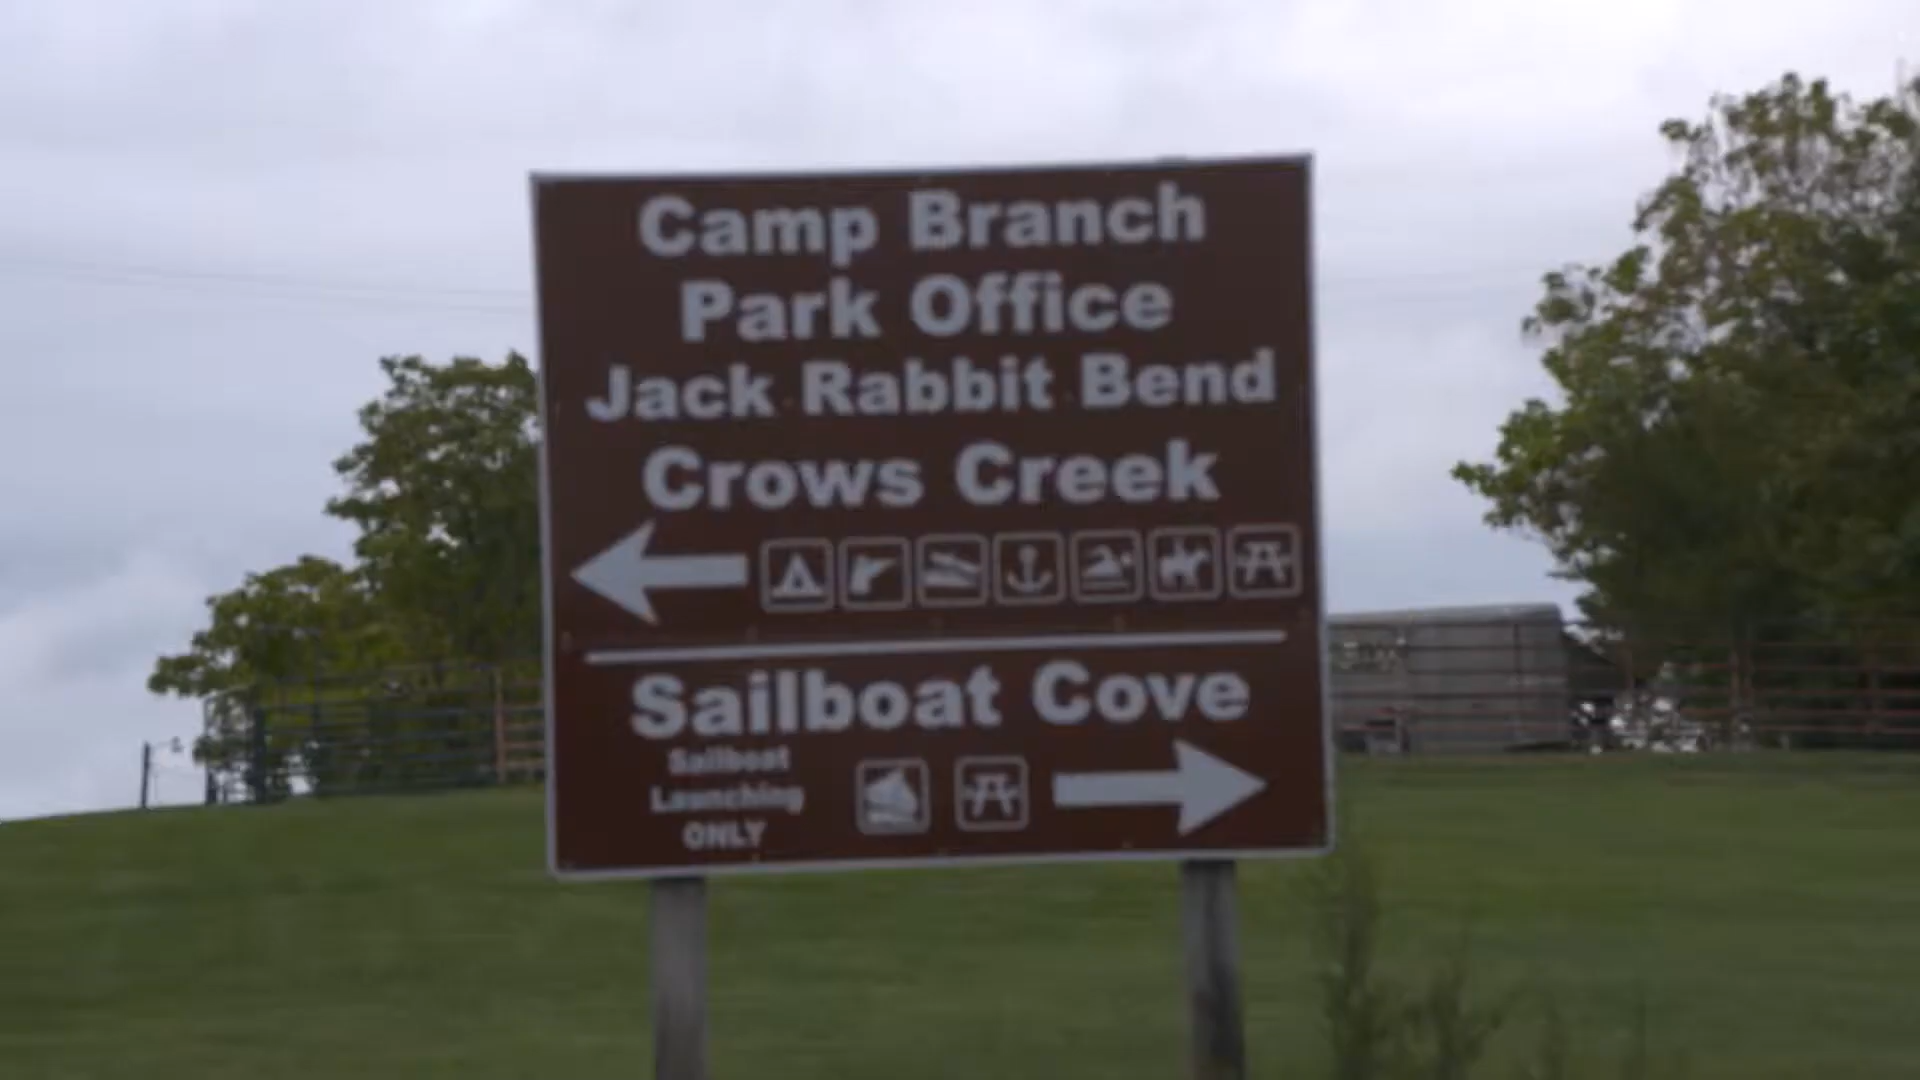 Camp Branch
Park Office
Jack Rabbit Bend
Crows Creek
Sailboat Cove
Sailboat
Launching
ONLY